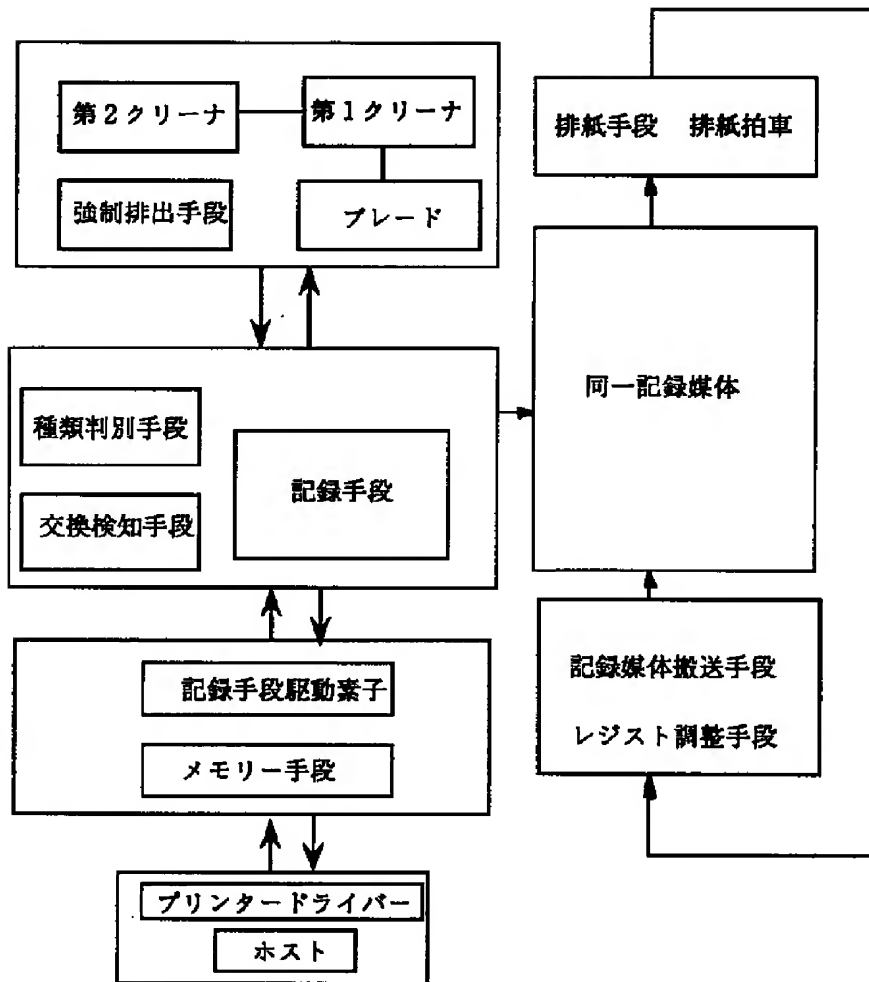 第2クリーナ
第1クリーナ
強制排出手段
ブレード
種類判別手段
交換検知手段
記録手段
記録手段駆動素子
メモリー手段
プリンタードライバー
ホスト
排紙手段 排紙拍車
同一記録媒体
記録媒体搬送手段
レジスト調整手段